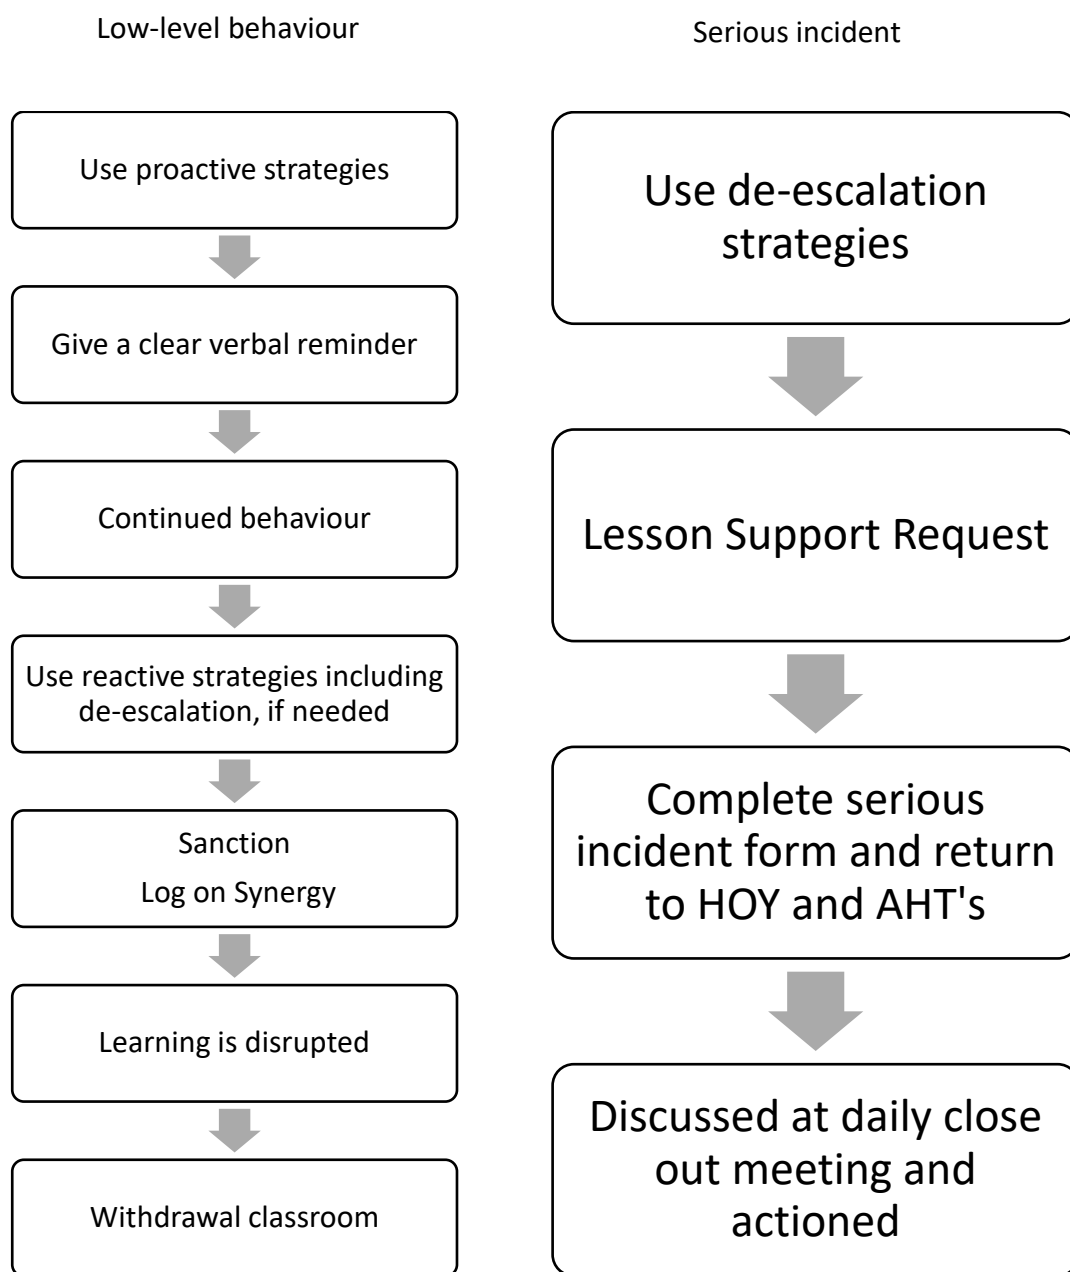 Low-level behaviour
Use proactive strategies
Give a clear verbal reminder
Continued behaviour
Use reactive strategies including
de-escalation, if needed
Sanction
Log on Synergy
Learning is disrupted
Withdrawal classroom
Serious incident
Use de-escalation
strategies
Lesson Support Request
Complete serious
incident form and return
to HOY and AHT's
Discussed at daily close
out meeting and
actioned